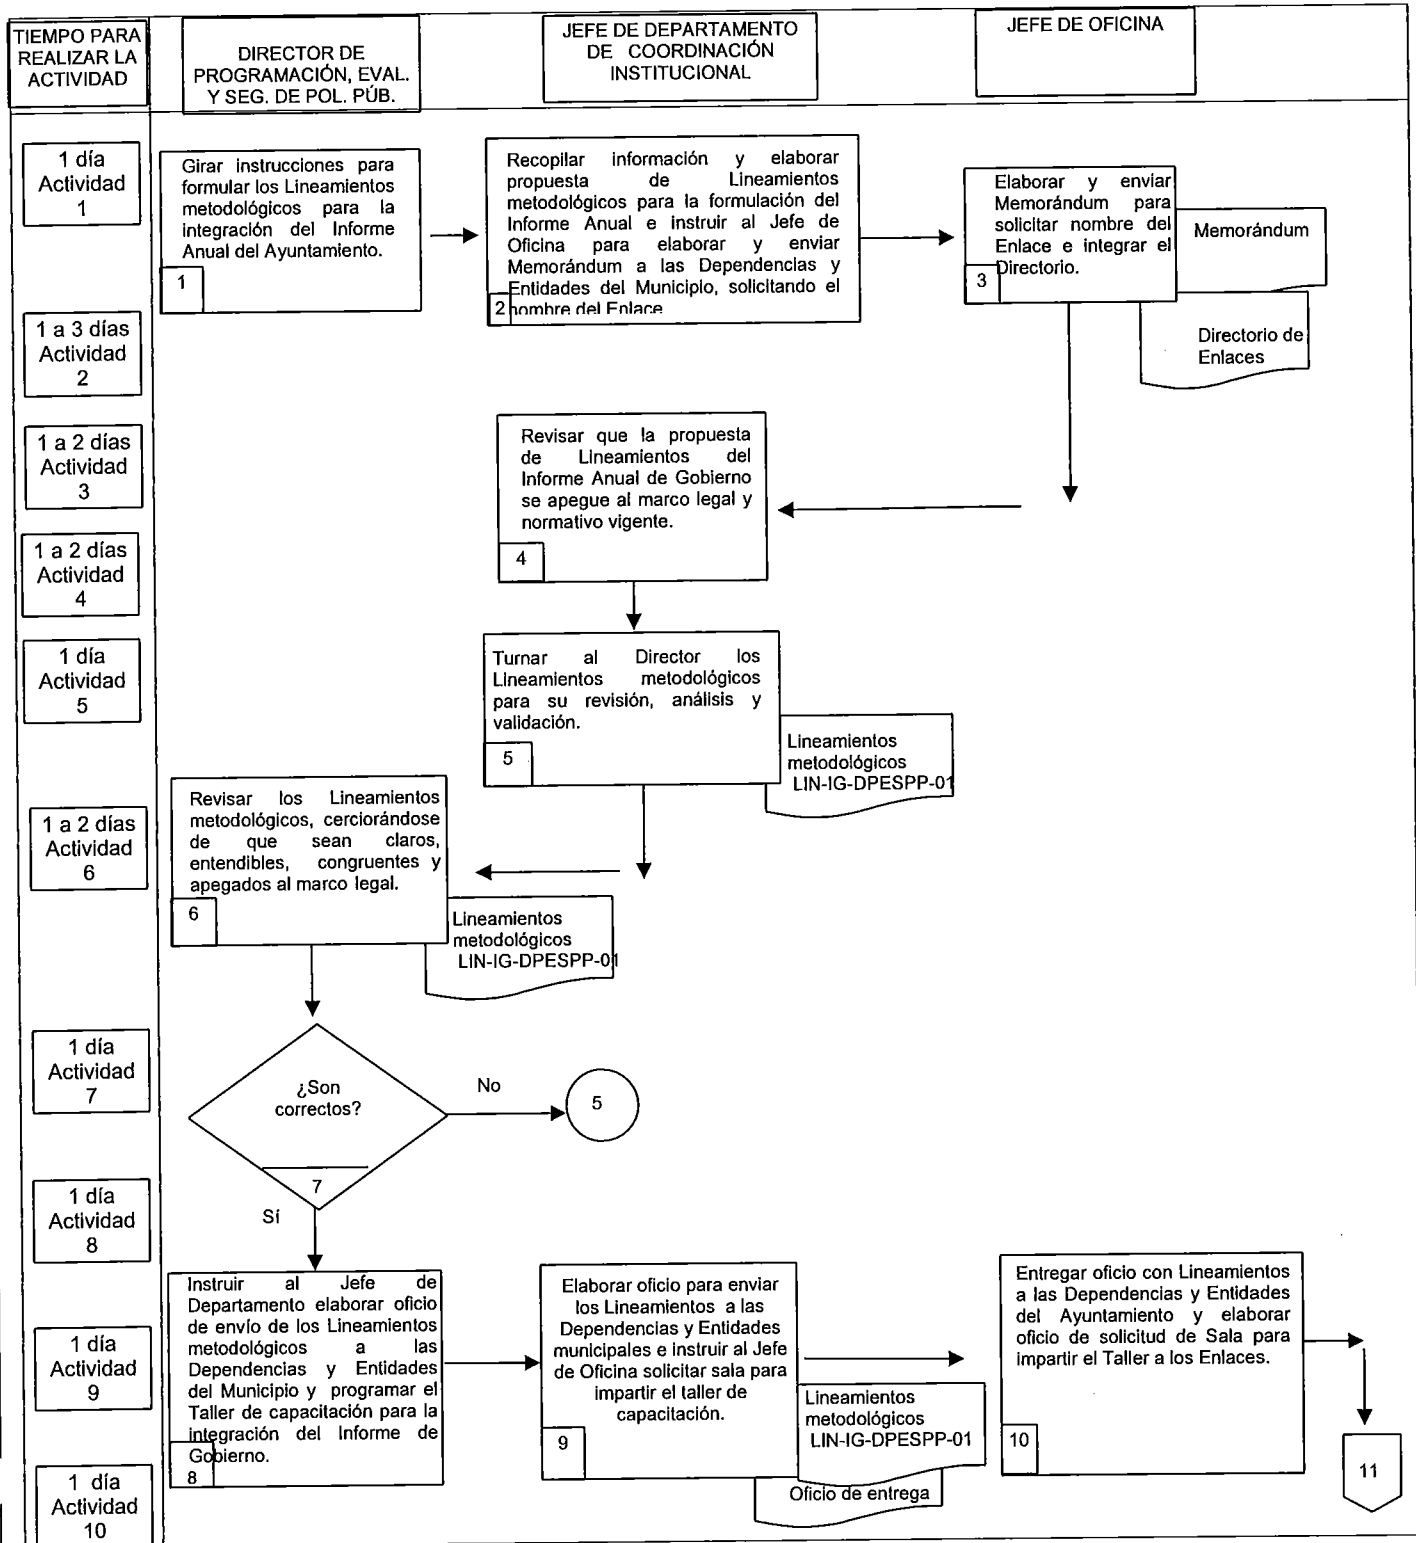 TIEMPO PARA
REALIZAR LA
ACTIVIDAD
DIRECTOR DE
PROGRAMACIÓN, EVAL.
Y SEG. DE POL. PÚB.
JEFE DE DEPARTAMENTO
DE COORDINACIÓN
INSTITUCIONAL
JEFE DE OFICINA
1 día
Actividad
1
Girar instrucciones para
formular los Lineamientos
metodológicos para la
integración del Informe
Anual del Ayuntamiento.
1
Recopilar información y elaborar
propuesta de Lineamientos
metodológicos para la formulación del
Informe Anual e instruir al Jefe de
Oficina para elaborar y enviar
Memorándum a las Dependencias y
Entidades del Municipio, solicitando el
nombre del Enlace
2
Elaborar y enviar
Memorándum para
solicitar nombre del
Enlace e integrar el
Directorio.
3
Memorándum
Directorio de
Enlaces
1 a 3 días
Actividad
2
1 a 2 días
Actividad
3
Revisar que la propuesta
de Lineamientos del
Informe Anual de Gobierno
se apegue al marco legal y
normativo vigente.
4
1 a 2 días
Actividad
4
1 día
Actividad
5
Turnar al Director los
Lineamientos metodológicos
para su revisión, análisis y
validación.
5
Lineamientos
metodológicos
LIN-IG-DPESPP-01
1 a 2 días
Actividad
6
Revisar los Lineamientos
metodológicos, cerciorándose
de que sean claros,
entendibles, congruentes y
apegados al marco legal.
6
Lineamientos
metodológicos
LIN-IG-DPESPP-01
1 día
Actividad
7
¿Son
correctos?
7
No
5
Sí
1 día
Actividad
8
Instruir al Jefe de
Departamento elaborar oficio
de envío de los Lineamientos
metodológicos a las
Dependencias y Entidades
del Municipio y programar el
Taller de capacitación para la
integración del Informe de
Gobierno.
8
Elaborar oficio para enviar
los Lineamientos a las
Dependencias y Entidades
municipales e instruir al Jefe
de Oficina solicitar sala para
impartir el taller de
capacitación.
9
Lineamientos
metodológicos
LIN-IG-DPESPP-01
Oficio de entrega
Entregar oficio con Lineamientos
a las Dependencias y Entidades
del Ayuntamiento y elaborar
oficio de solicitud de Sala para
impartir el Taller a los Enlaces.
10
11
1 día
Actividad
9
1 día
Actividad
10